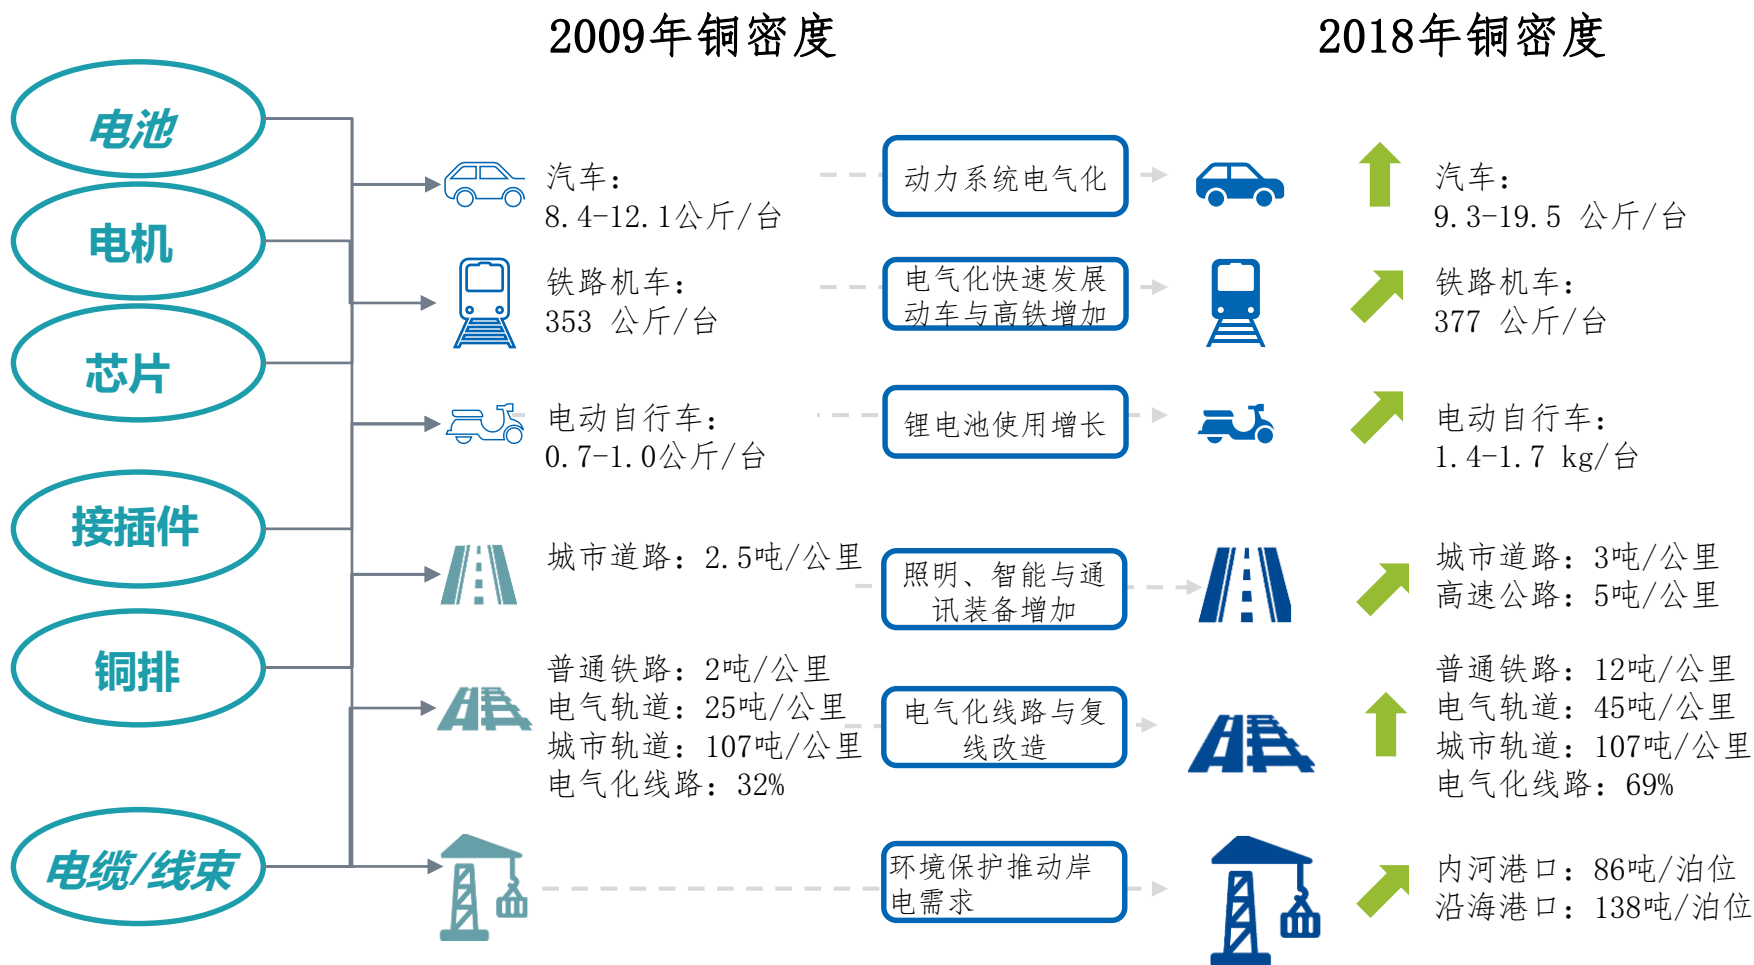 2009年铜密度
2018年铜密度
电池
电机
芯片
接插件
铜排
电缆/线束
汽车：
8.4-12.1公斤/台
动力系统电气化
汽车：
9.3-19.5 公斤/台
铁路机车：
353 公斤/台
电气化快速发展
动车与高铁增加
铁路机车：
377 公斤/台
电动自行车：
0.7-1.0公斤/台
锂电池使用增长
电动自行车：
1.4-1.7 kg/台
城市道路：2.5吨/公里
照明、智能与通
讯装备增加
城市道路：3吨/公里
高速公路：5吨/公里
普通铁路：2吨/公里
电气轨道：25吨/公里
城市轨道：107吨/公里
电气化线路：32%
电气化线路与复
线改造
普通铁路：12吨/公里
电气轨道：45吨/公里
城市轨道：107吨/公里
电气化线路：69%
环境保护推动岸
电需求
内河港口：86吨/泊位
沿海港口：138吨/泊位